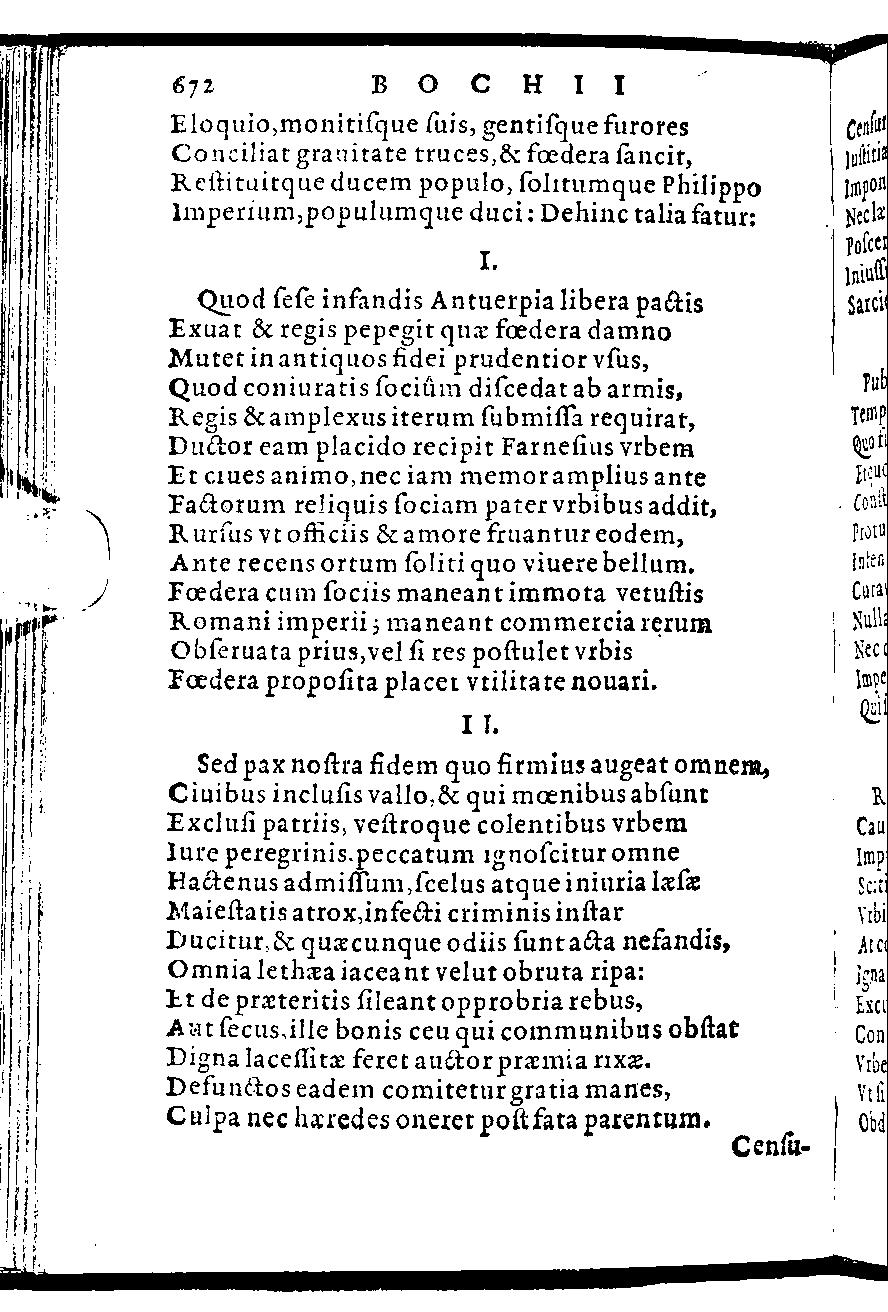 672 B O C H I I
Eloquio,monitiſque ſuis, gentiſque furores
Conciliat grauitate truces,& fœdera ſancit,
Reſtituitque ducem populo, ſolitumque Philippo
Imperium,populumque duci: Dehinc talia fatur:
I.
Quod ſeſe infandis Antuerpia libera pactis
Exuat & regis pepegit quæ fœdera damno
Mutet in antiquos fidei prudentior vſus,
Quod coniuratis ſociûm diſcedat ab armis,
Regis & amplexus iterum ſubmiſſa requirat,
Ductor eam placido recipit Farneſius vrbem
Et ciues animo,nec iam memor amplius ante
Factorum reliquis ſociam pater vrbibus addit,
Rurſus vt officiis & amore fruantur eodem,
Ante recens ortum ſoliti quo viuere bellum.
Fœdera cum ſociis maneant immota vetuſtis
Romani imperii; maneant commercia rerum
Obſeruata prius,vel ſi res poſtulet vrbis
Fœdera propoſita placet vtilitate nouari.
II.
Sed pax noſtra fidem quo firmius augeat omnem,
Ciuibus incluſis vallo,& qui mœnibus abſunt
Excluſi patriis, veſtroque colentibus vrbem
Iure peregrinis.peccatum ignoſcitur omne
Hactenus admiſſum,ſcelus atque iniuria læſæ
Maieſtatis atrox,infecti criminis inſtar
Ducitur,& quæcunque odiis ſunt acta nefandis,
Omnia lethæa iaceant velut obruta ripa:
Et de præteritis ſileant opprobria rebus,
Aut ſecus,ille bonis ceu qui communibus obſtat
Digna laceſſitæ feret auctor præmia rixæ.
Defunctos eadem comitetur gratia manes,
Culpa nec hæredes oneret poſt fata parentum.
Cenſu-